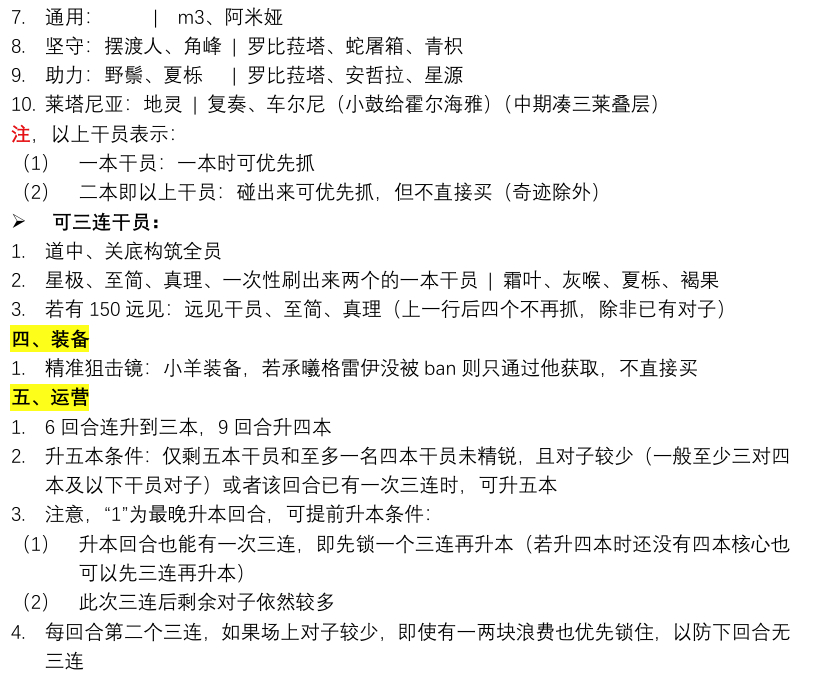 7. 通用：　　| m3、阿米娅
8. 坚守：摆渡人、角峰 | 罗比菈塔、蛇屠箱、青枳
9. 助力：野鬃、夏栎　| 罗比菈塔、安哲拉、星源
10. 莱塔尼亚：地灵 | 复奏、车尔尼（小鼓给霍尔海雅）（中期凑三莱叠层）
注，以上干员表示：
（1） 一本干员：一本时可优先抓
（2） 二本即以上干员：碰出来可优先抓，但不直接买（奇迹除外）
➢ 可三连干员：
1. 道中、关底构筑全员
2. 星极、至简、真理、一次性刷出来两个的一本干员 | 霜叶、灰喉、夏栎、褐果
3. 若有 150 远见：远见干员、至简、真理（上一行后四个不再抓，除非已有对子）
四、装备
1. 精准狙击镜：小羊装备，若承曦格雷伊没被 ban 则只通过他获取，不直接买
五、运营
1. 6 回合连升到三本，9 回合升四本
2. 升五本条件：仅剩五本干员和至多一名四本干员未精锐，且对子较少（一般至少三对四
本及以下干员对子）或者该回合已有一次三连时，可升五本
3. 注意，“1”为最晚升本回合，可提前升本条件：
（1） 升本回合也能有一次三连，即先锁一个三连再升本（若升四本时还没有四本核心也
可以先三连再升本）
（2） 此次三连后剩余对子依然较多
4. 每回合第二个三连，如果场上对子较少，即使有一两块浪费也优先锁住，以防下回合无
三连